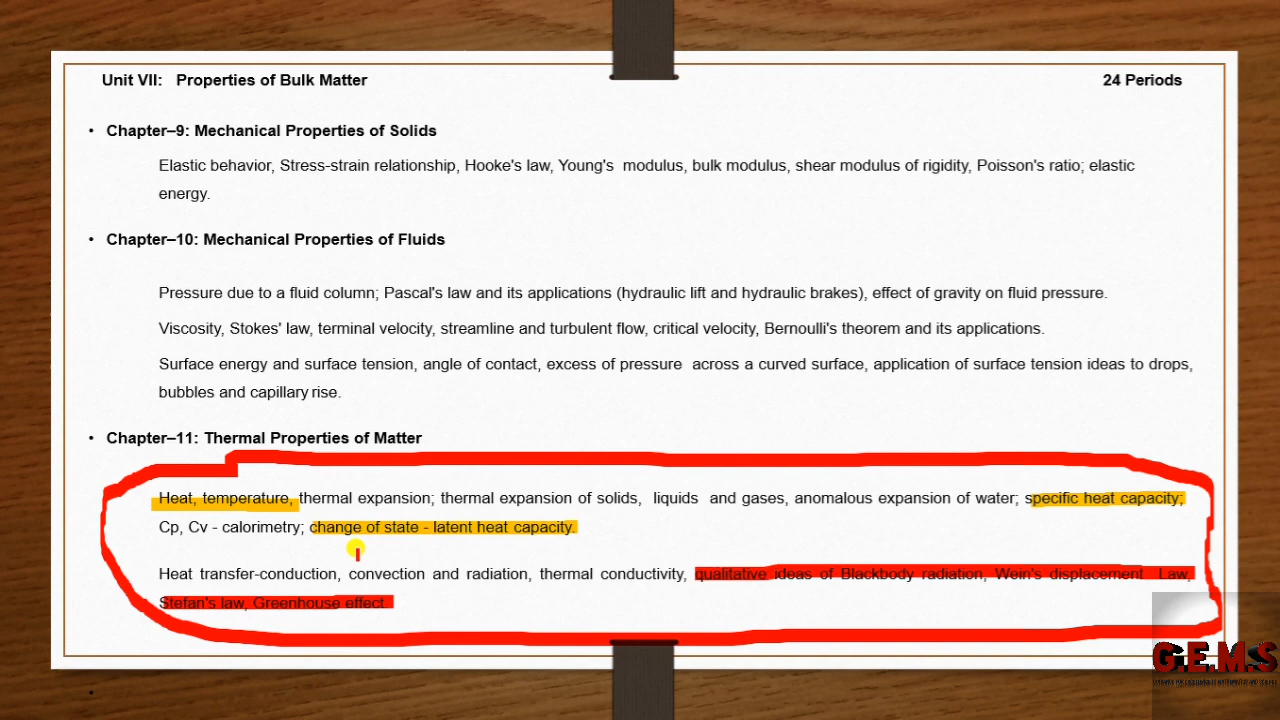 Unit VII: Properties of Bulk Matter 24 Periods
• Chapter–9: Mechanical Properties of Solids
Elastic behavior, Stress-strain relationship, Hooke's law, Young's modulus, bulk modulus, shear modulus of rigidity, Poisson's ratio; elastic
energy.
• Chapter–10: Mechanical Properties of Fluids
Pressure due to a fluid column; Pascal's law and its applications (hydraulic lift and hydraulic brakes), effect of gravity on fluid pressure.
Viscosity, Stokes' law, terminal velocity, streamline and turbulent flow, critical velocity, Bernoulli's theorem and its applications.
Surface energy and surface tension, angle of contact, excess of pressure across a curved surface, application of surface tension ideas to drops,
bubbles and capillary rise.
• Chapter–11: Thermal Properties of Matter
Heat, temperature, thermal expansion; thermal expansion of solids, liquids and gases, anomalous expansion of water; specific heat capacity;
Cp, Cv - calorimetry; change of state - latent heat capacity.
Heat transfer-conduction, convection and radiation, thermal conductivity, qualitative ideas of Blackbody radiation, Wein's displacement Law,
Stefan's law, Greenhouse effect.
G.E.M.S